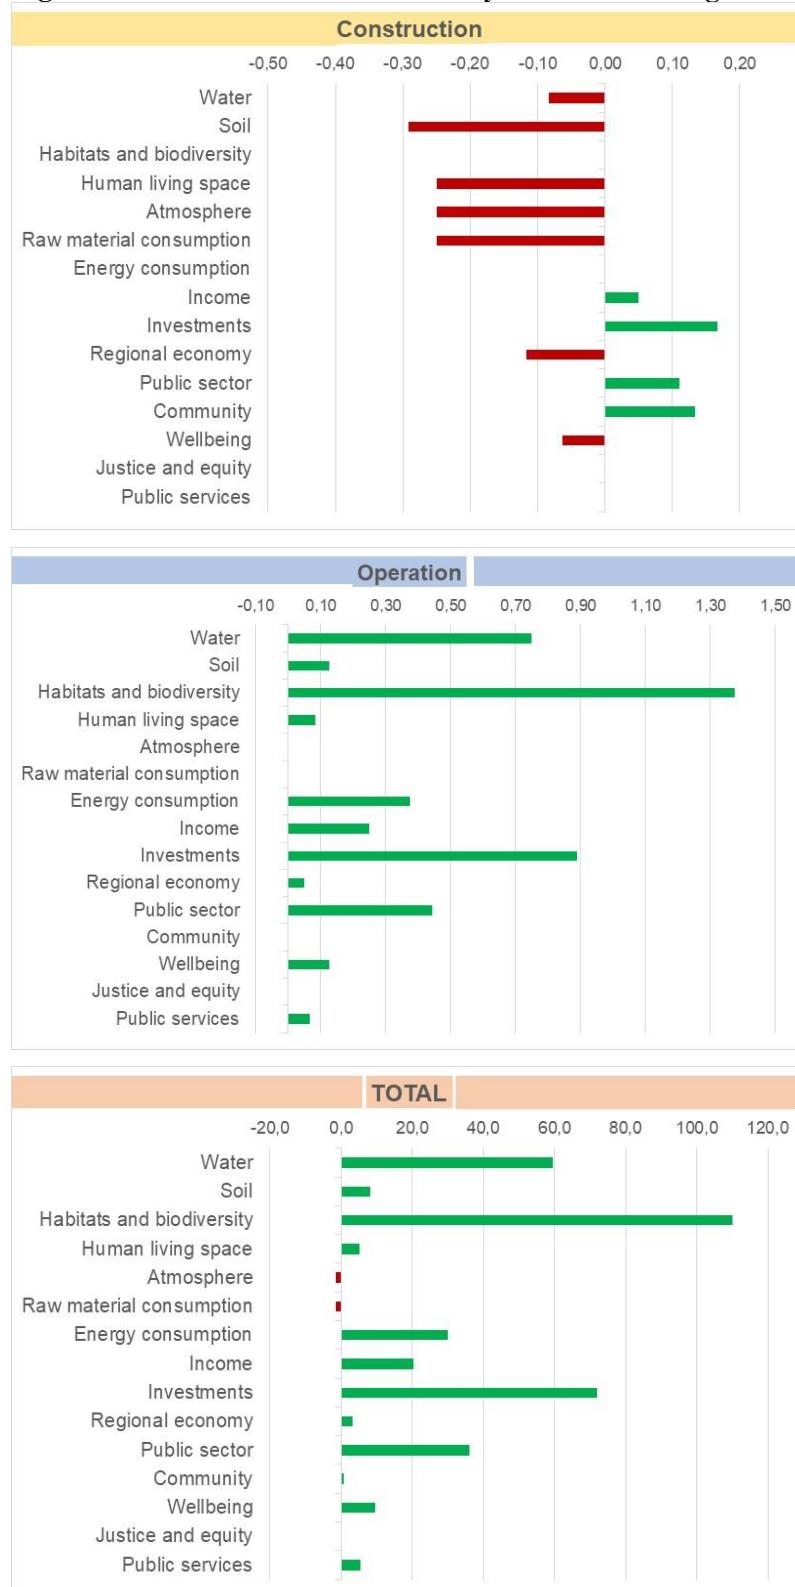 Construction
-0,50 -0,40 -0,30 -0,20 -0,10 0,00 0,10 0,20
Water
Soil
Habitats and biodiversity
Human living space
Atmosphere
Raw material consumption
Energy consumption
Income
Investments
Regional economy
Public sector
Community
Wellbeing
Justice and equity
Public services
Operation
-0,10 0,10 0,30 0,50 0,70 0,90 1,10 1,30 1,50
Water
Soil
Habitats and biodiversity
Human living space
Atmosphere
Raw material consumption
Energy consumption
Income
Investments
Regional economy
Public sector
Community
Wellbeing
Justice and equity
Public services
TOTAL
-20,0 0,0 20,0 40,0 60,0 80,0 100,0 120,0
Water
Soil
Habitats and biodiversity
Human living space
Atmosphere
Raw material consumption
Energy consumption
Income
Investments
Regional economy
Public sector
Community
Wellbeing
Justice and equity
Public services